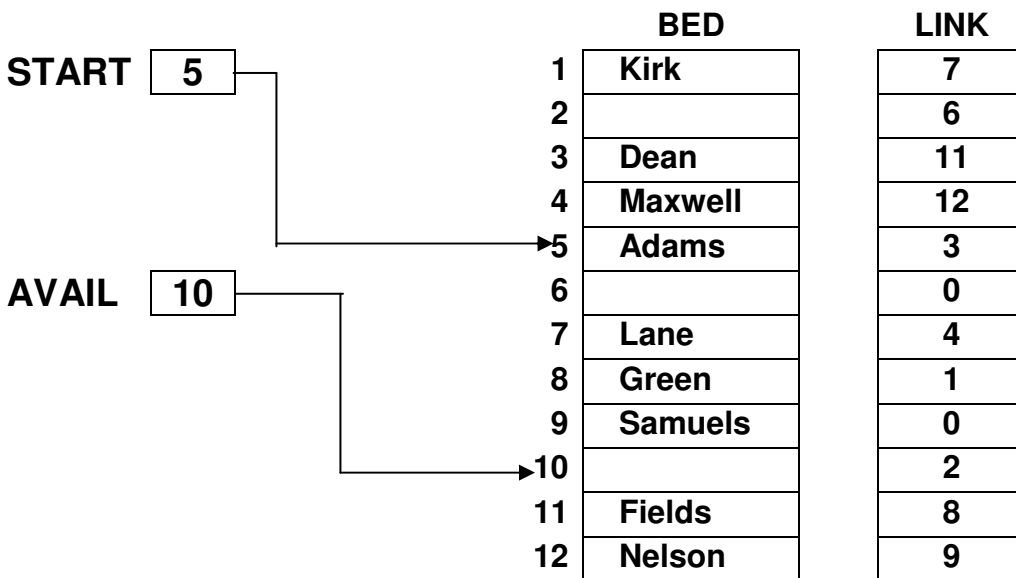 BED LINK
START 5 1 Kirk 7
2 6
3 Dean 11
4 Maxwell 12
5 Adams 3
AVAIL 10 6 0
7 Lane 4
8 Green 1
9 Samuels 0
10 2
11 Fields 8
12 Nelson 9